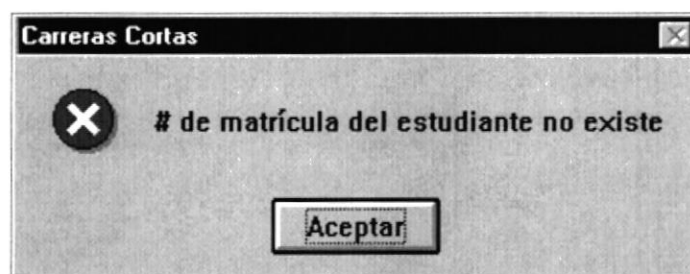 Carreras Cortas
# de matrícula del estudiante no existe
Aceptar